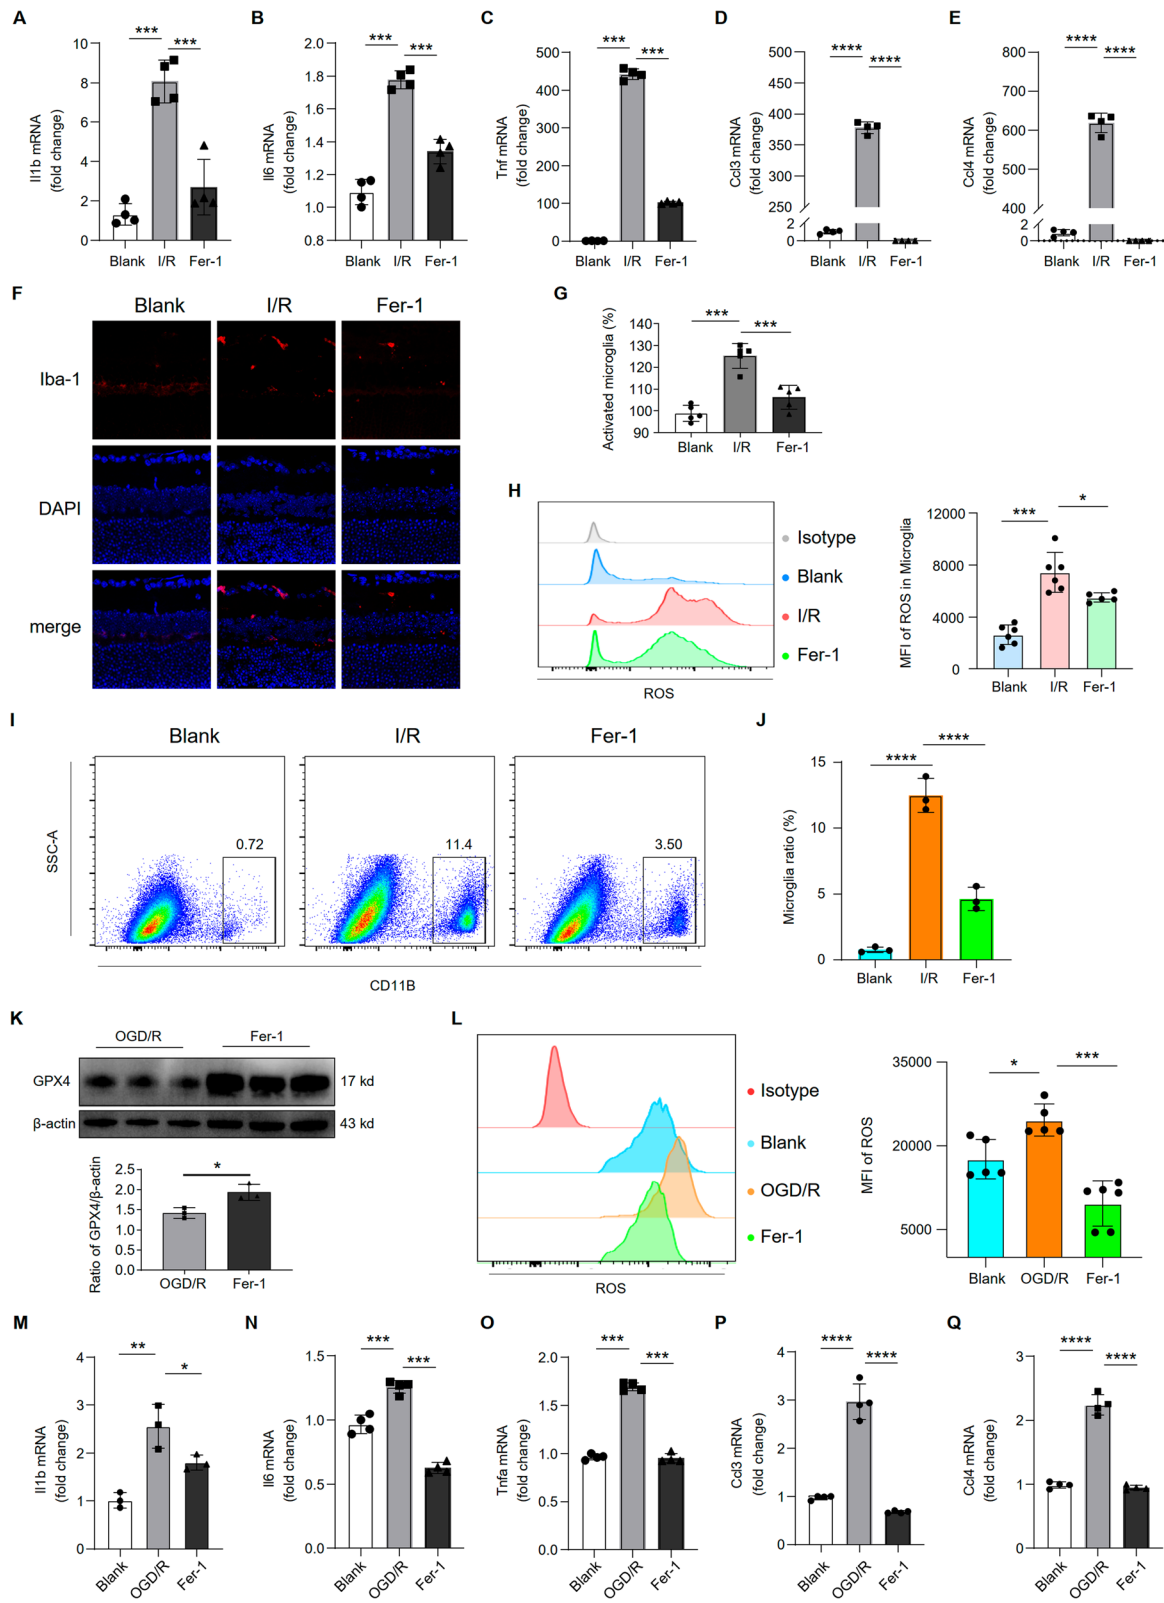 A
Il1b mRNA
(fold change)
10
8
6
4
2
0
***
***
Blank
I/R
Fer-1
B
Il6 mRNA
(fold change)
2.0
1.8
1.6
1.4
1.2
1.0
0.8
***
***
Blank
I/R
Fer-1
C
Tnf mRNA
(fold change)
500
400
300
200
100
0
***
***
Blank
I/R
Fer-1
D
Ccl3 mRNA
(fold change)
450
400
350
300
250
2
0
****
****
Blank
I/R
Fer-1
E
Ccl4 mRNA
(fold change)
800
600
400
2
0
****
****
Blank
I/R
Fer-1
F
Blank
I/R
Fer-1
Iba-1
DAPI
merge
G
Activated microglia (%)
140
130
120
110
100
90
***
***
Blank
I/R
Fer-1
H
Isotype
Blank
I/R
Fer-1
ROS
MFI of ROS in Microglia
12000
8000
4000
0
***
*
Blank
I/R
Fer-1
I
Blank
I/R
Fer-1
SSC-A
0.72
11.4
3.50
CD11B
J
Microglia ratio (%)
15
10
5
0
****
****
Blank
I/R
Fer-1
K
OGD/R
Fer-1
GPX4
17 kd
β-actin
43 kd
Ratio of GPX4/β-actin
2.5
2.0
1.5
1.0
0.5
0.0
*
OGD/R
Fer-1
L
Isotype
Blank
OGD/R
Fer-1
ROS
MFI of ROS
35000
20000
5000
*
***
Blank
OGD/R
Fer-1
M
Il1b mRNA
(fold change)
4
3
2
1
0
**
*
Blank
OGD/R
Fer-1
N
Il6 mRNA
(fold change)
1.5
1.0
0.5
0.0
***
***
Blank
OGD/R
Fer-1
O
Tnfa mRNA
(fold change)
2.0
1.5
1.0
0.5
0.0
***
***
Blank
OGD/R
Fer-1
P
Ccl3 mRNA
(fold change)
4
3
2
1
0
****
****
Blank
OGD/R
Fer-1
Q
Ccl4 mRNA
(fold change)
3
2
1
0
****
****
Blank
OGD/R
Fer-1